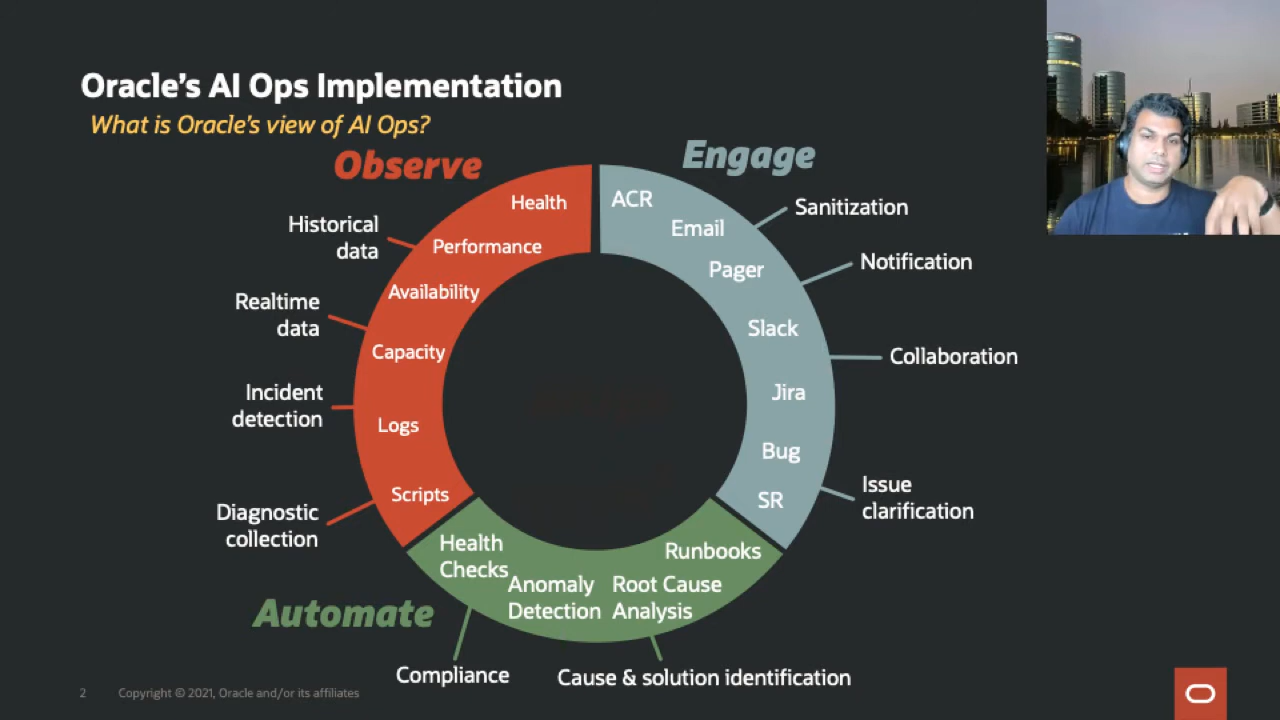 Oracle's AI Ops Implementation
What is Oracle's view of AI Ops?
Observe
Engage
Health
Performance
Availability
Capacity
Logs
Scripts
Historical
data
Realtime
data
Incident
detection
Diagnostic
collection
ACR
Email
Pager
Slack
Jira
Bug
SR
Sanitization
Notification
Collaboration
Issue
clarification
Automate
Health
Checks
Anomaly
Detection
Root Cause
Analysis
Runbooks
Compliance
Cause & solution identification
2
Copyright © 2021, Oracle and/or its affiliates